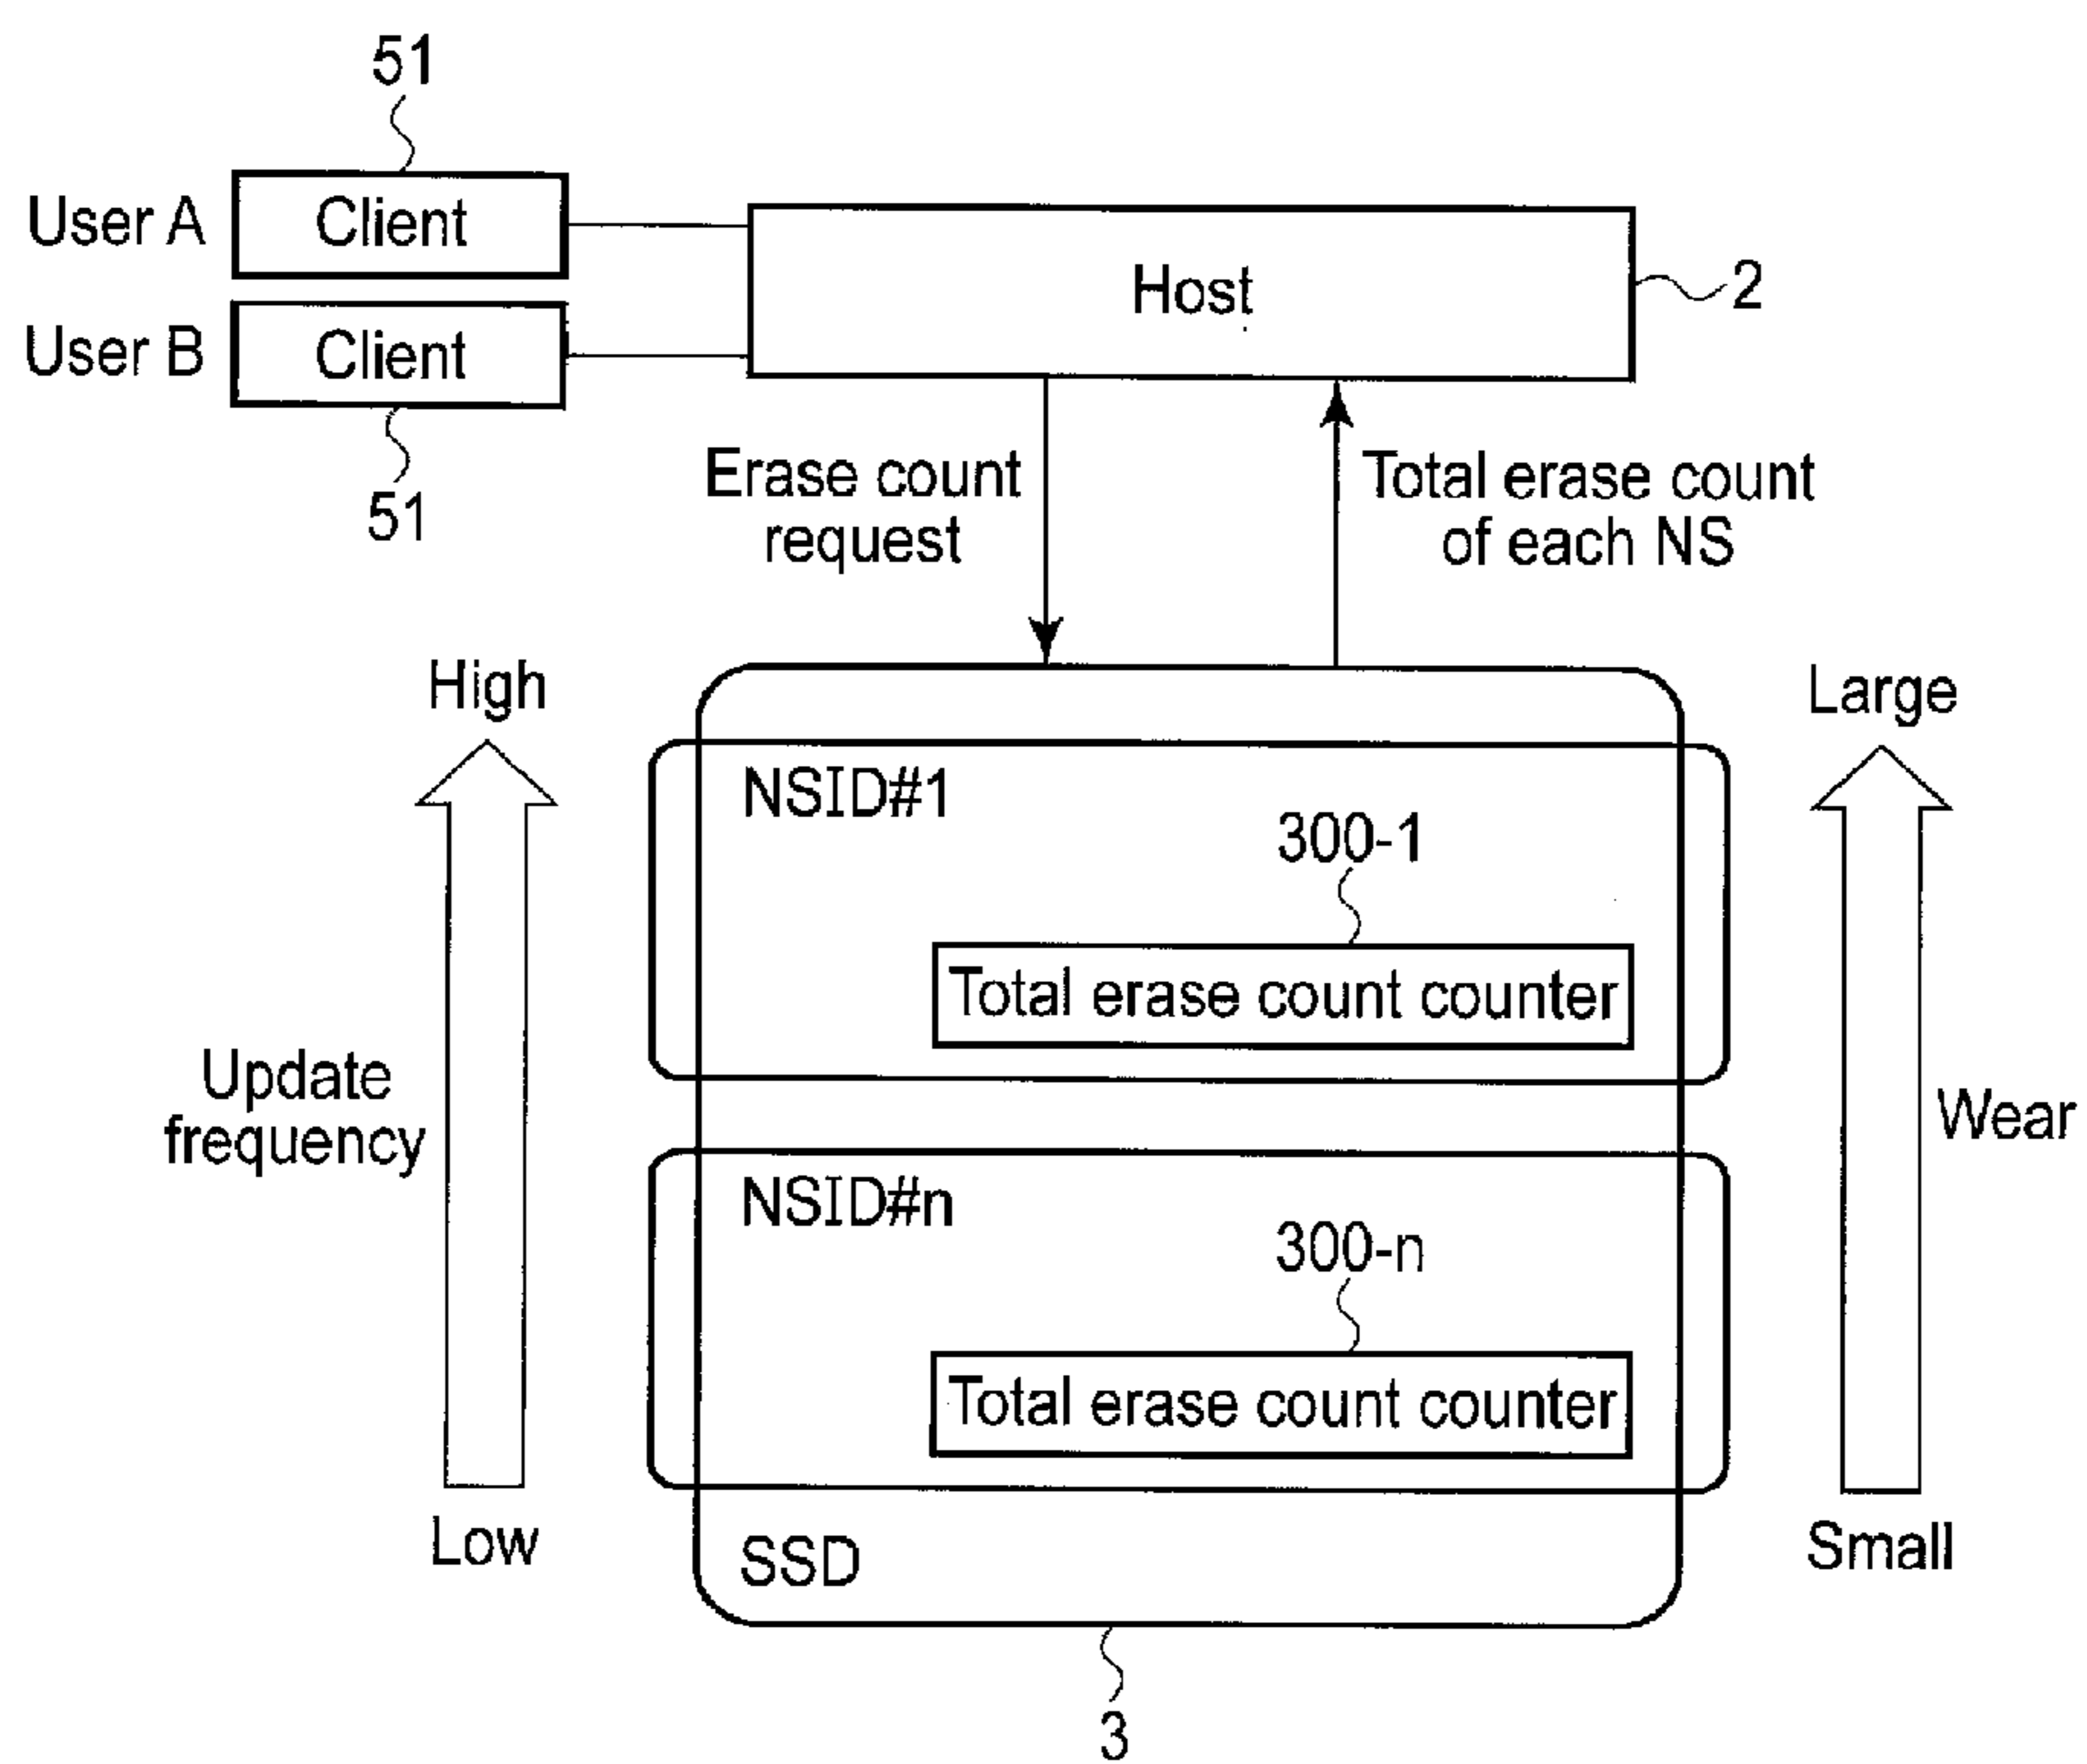 51
User A
Client
Host
2
User B
Client
51
Erase count
request
Total erase count
of each NS
High
Large
NSID#1
300-1
Total erase count counter
Update
frequency
Wear
NSID#n
300-n
Total erase count counter
Low
SSD
Small
3